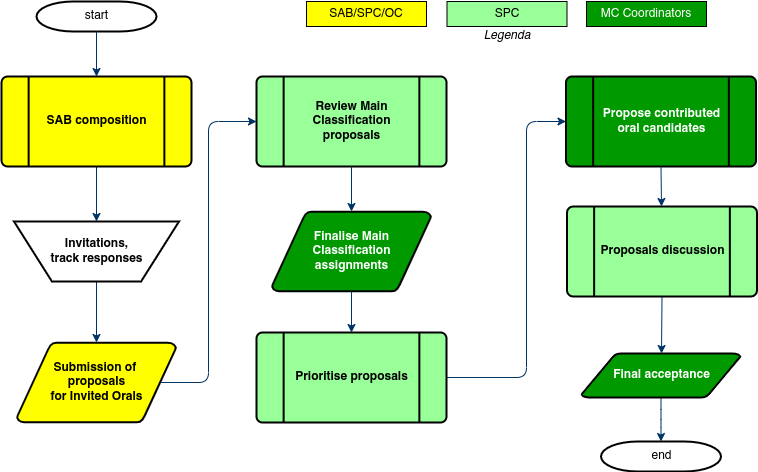 start
SAB/SPC/OC
SPC
MC Coordinators
Legenda
SAB composition
Invitations,
track responses
Submission of
proposals
for Invited Orals
Review Main
Classification
proposals
Finalise Main
Classification
assignments
Prioritise proposals
Propose contributed
oral candidates
Proposals discussion
Final acceptance
end